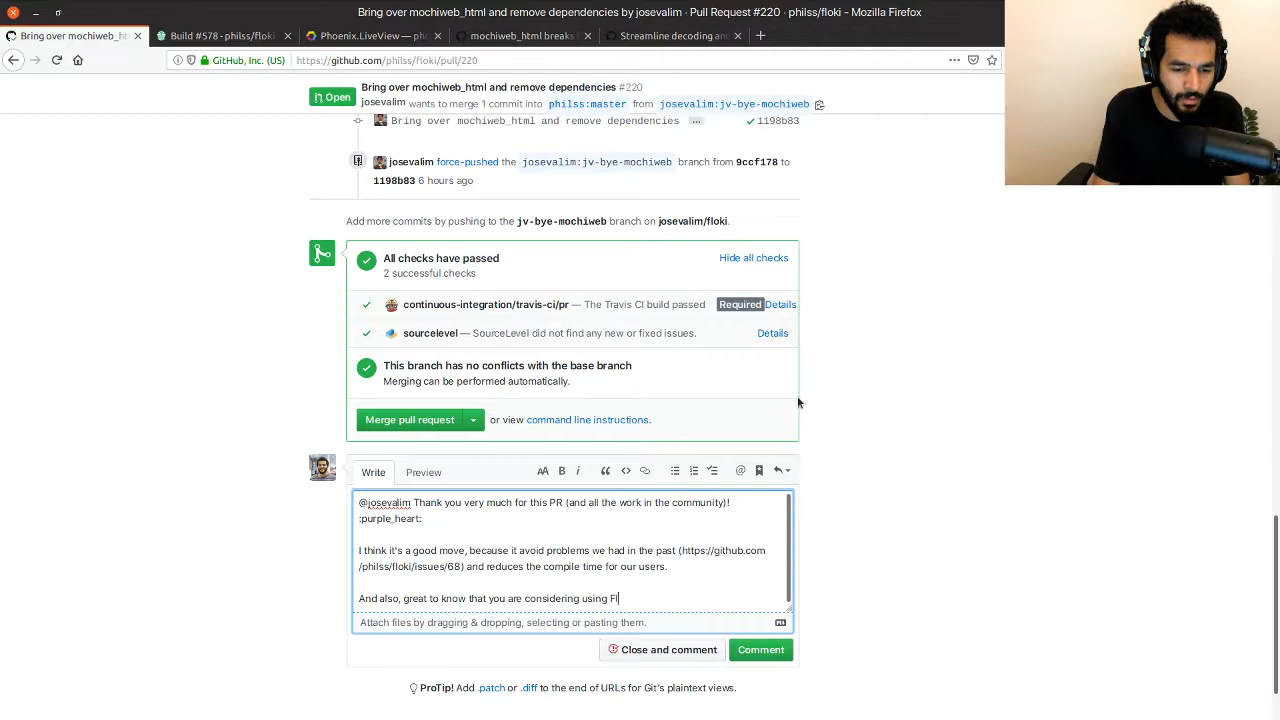 Bring over mochiweb_html and remove dependencies by josevalim · Pull Request #220 · philss/floki - Mozilla Firefox
Bring over mochiweb_ht
Build #578 - philss/floki
Phoenix.LiveView — ph
mochiweb_html breaks
Streamline decoding an
GitHub, Inc. (US)
https://github.com/philss/floki/pull/220
Open
Bring over mochiweb_html and remove dependencies #220
josevalim wants to merge 1 commit into philss:master from josevalim:jv-bye-mochiweb
Bring over mochiweb_html and remove dependencies ... 1198b83
josevalim force-pushed the josevalim:jv-bye-mochiweb branch from 9ccf178 to
1198b83 6 hours ago
Add more commits by pushing to the jv-bye-mochiweb branch on josevalim/floki.
All checks have passed
Hide all checks
2 successful checks
continuous-integration/travis-ci/pr — The Travis CI build passed Required Details
sourcelevel — SourceLevel did not find any new or fixed issues. Details
This branch has no conflicts with the base branch
Merging can be performed automatically.
Merge pull request or view command line instructions.
Write Preview
@josevalim Thank you very much for this PR (and all the work in the community)!
:purple_heart:
I think it's a good move, because it avoid problems we had in the past (https://github.com
/philss/floki/issues/68) and reduces the compile time for our users.
And also, great to know that you are considering using Fl
Attach files by dragging & dropping, selecting or pasting them.
Close and comment Comment
ProTip! Add .patch or .diff to the end of URLs for Git's plaintext views.